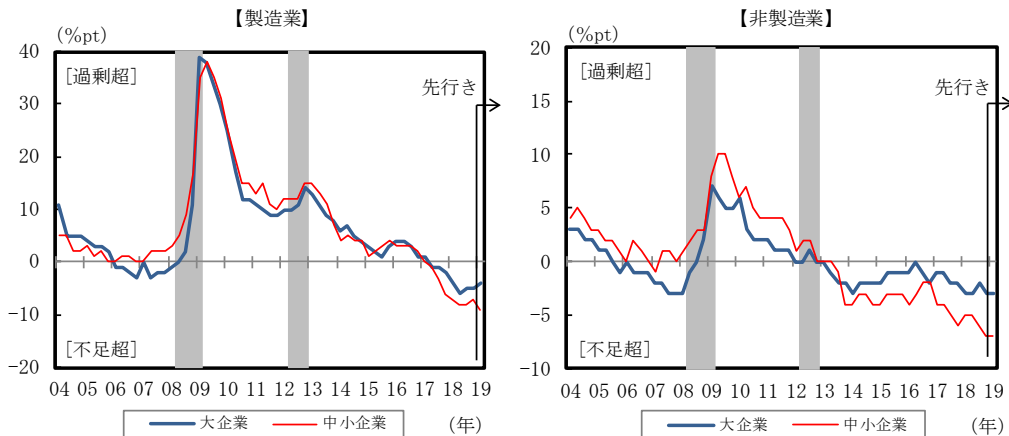 【製造業】
(%pt)
40
[過剰超]
先行き
30
20
10
0
−10
[不足超]
−20
04 05 06 07 08 09 10 11 12 13 14 15 16 17 18 19
大企業 中小企業
(年)
【非製造業】
(%pt)
20
[過剰超]
先行き
15
10
5
0
−5
[不足超]
−10
04 05 06 07 08 09 10 11 12 13 14 15 16 17 18 19
大企業 中小企業
(年)